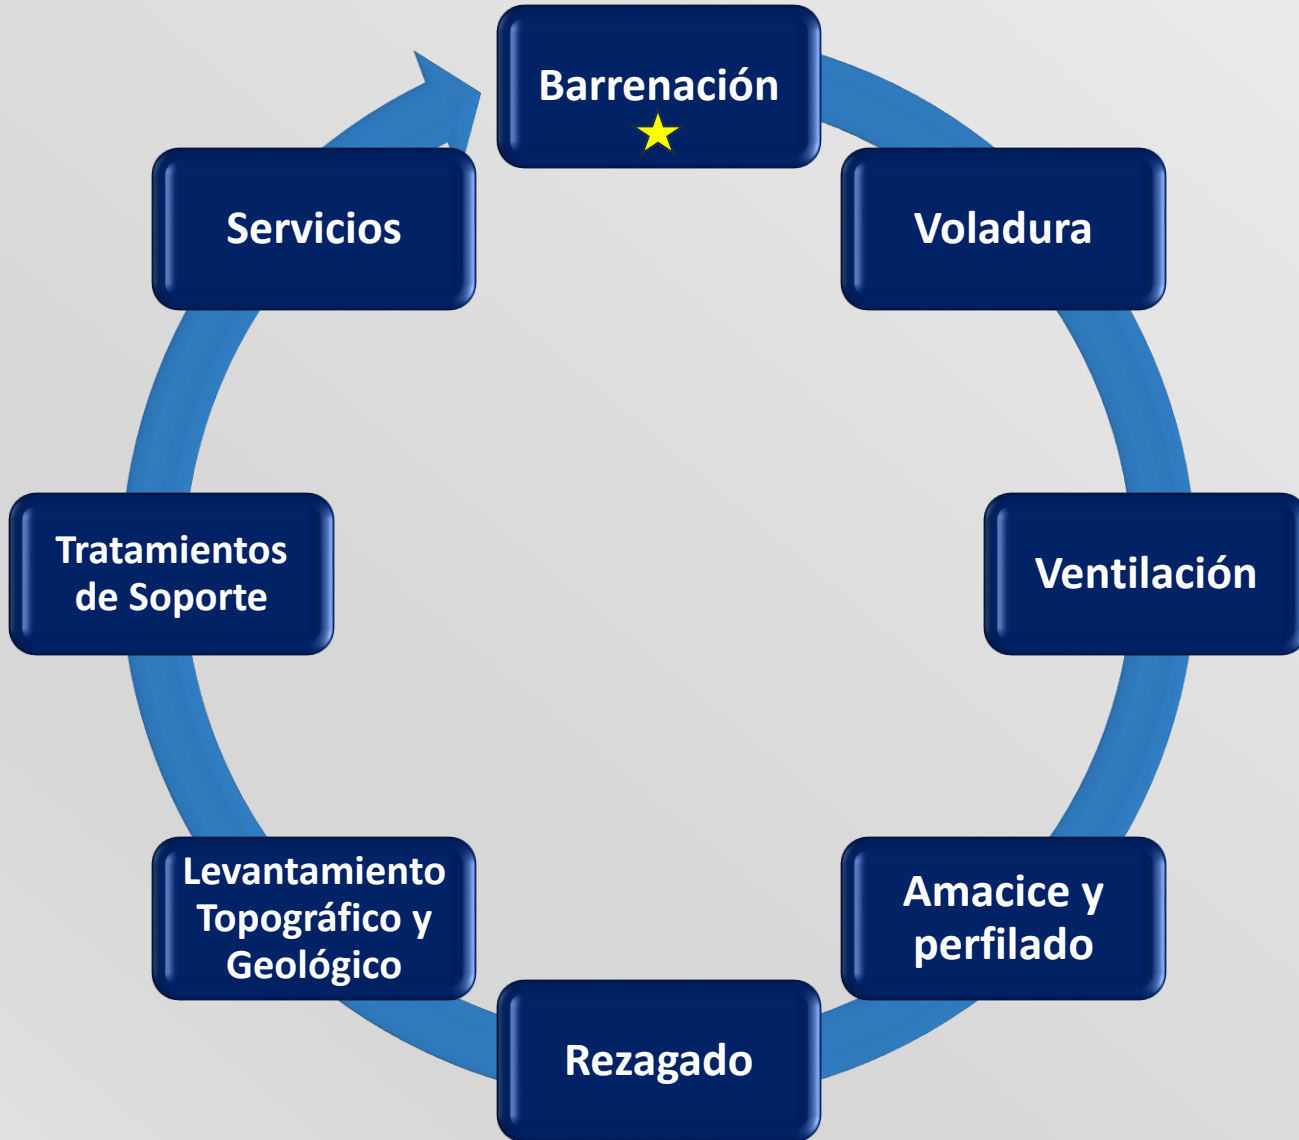 Barrenación
Voladura
Ventilación
Amacice y
perfilado
Rezagado
Levantamiento
Topográfico y
Geológico
Tratamientos
de Soporte
Servicios